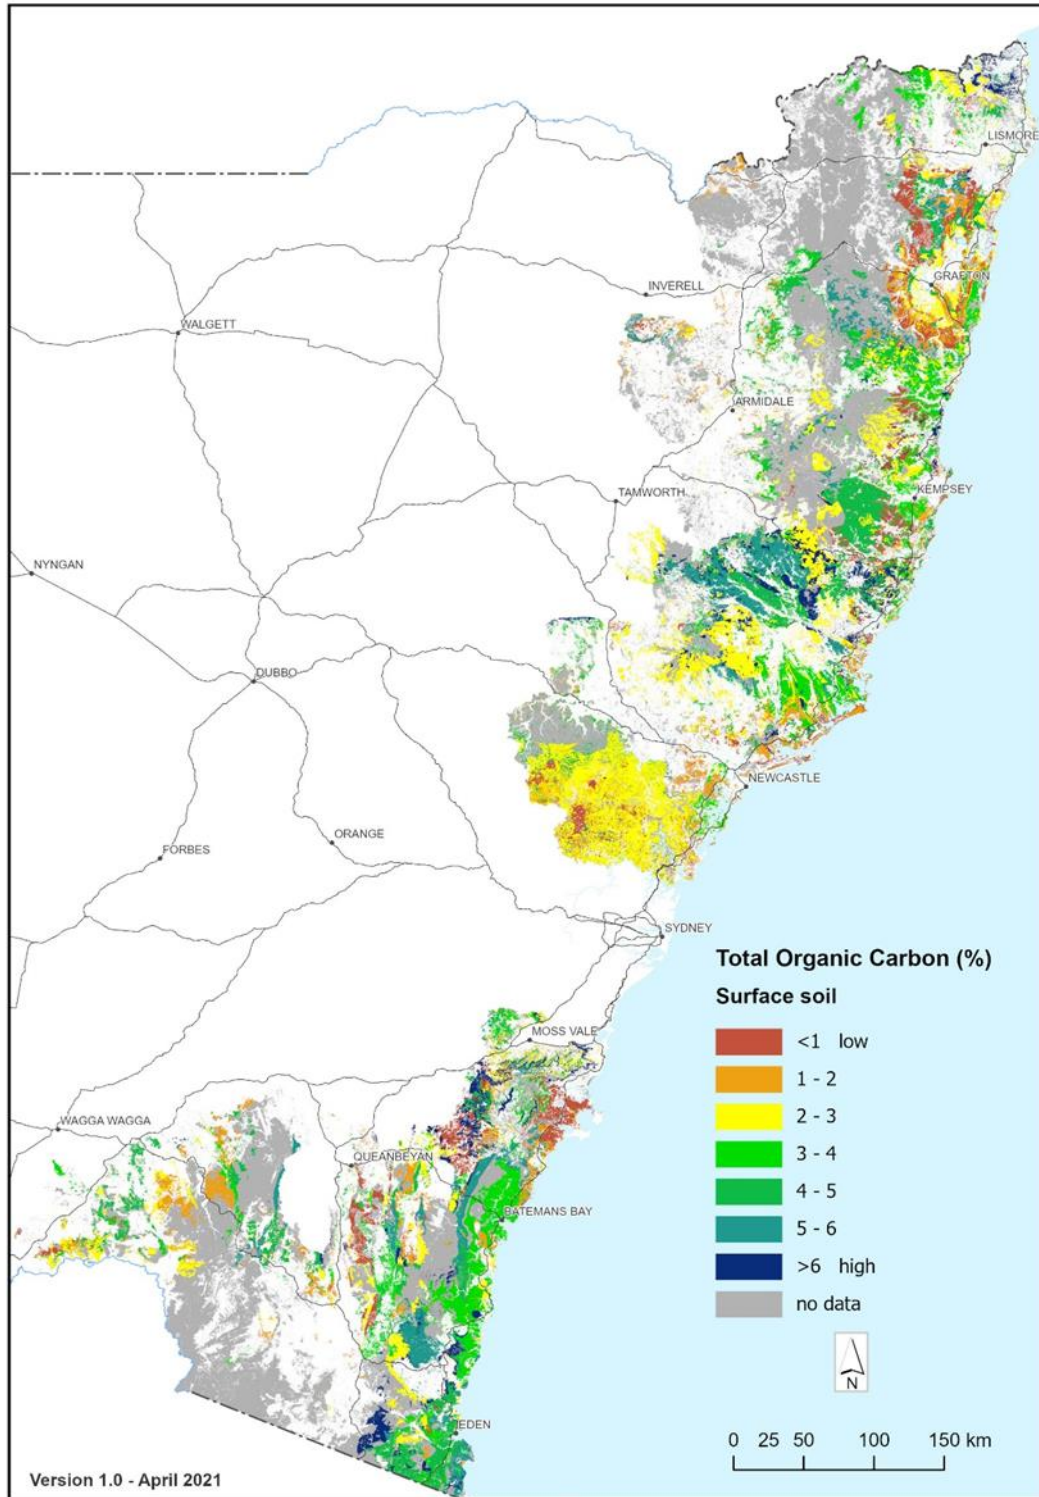 LISMORE
GRAFTON
INVERELL
WALGETT
ARMIDALE
TAMWORTH
KEMPSEY
NYNGAN
DUBBO
NEWCASTLE
ORANGE
FORBES
SYDNEY
Total Organic Carbon (%)
Surface soil
<1 low
1 - 2
2 - 3
3 - 4
4 - 5
5 - 6
>6 high
no data
N
0 25 50 100 150 km
MOSS VALE
WAGGA WAGGA
QUEANBEYAN
BATEMANS BAY
EDEN
Version 1.0 - April 2021